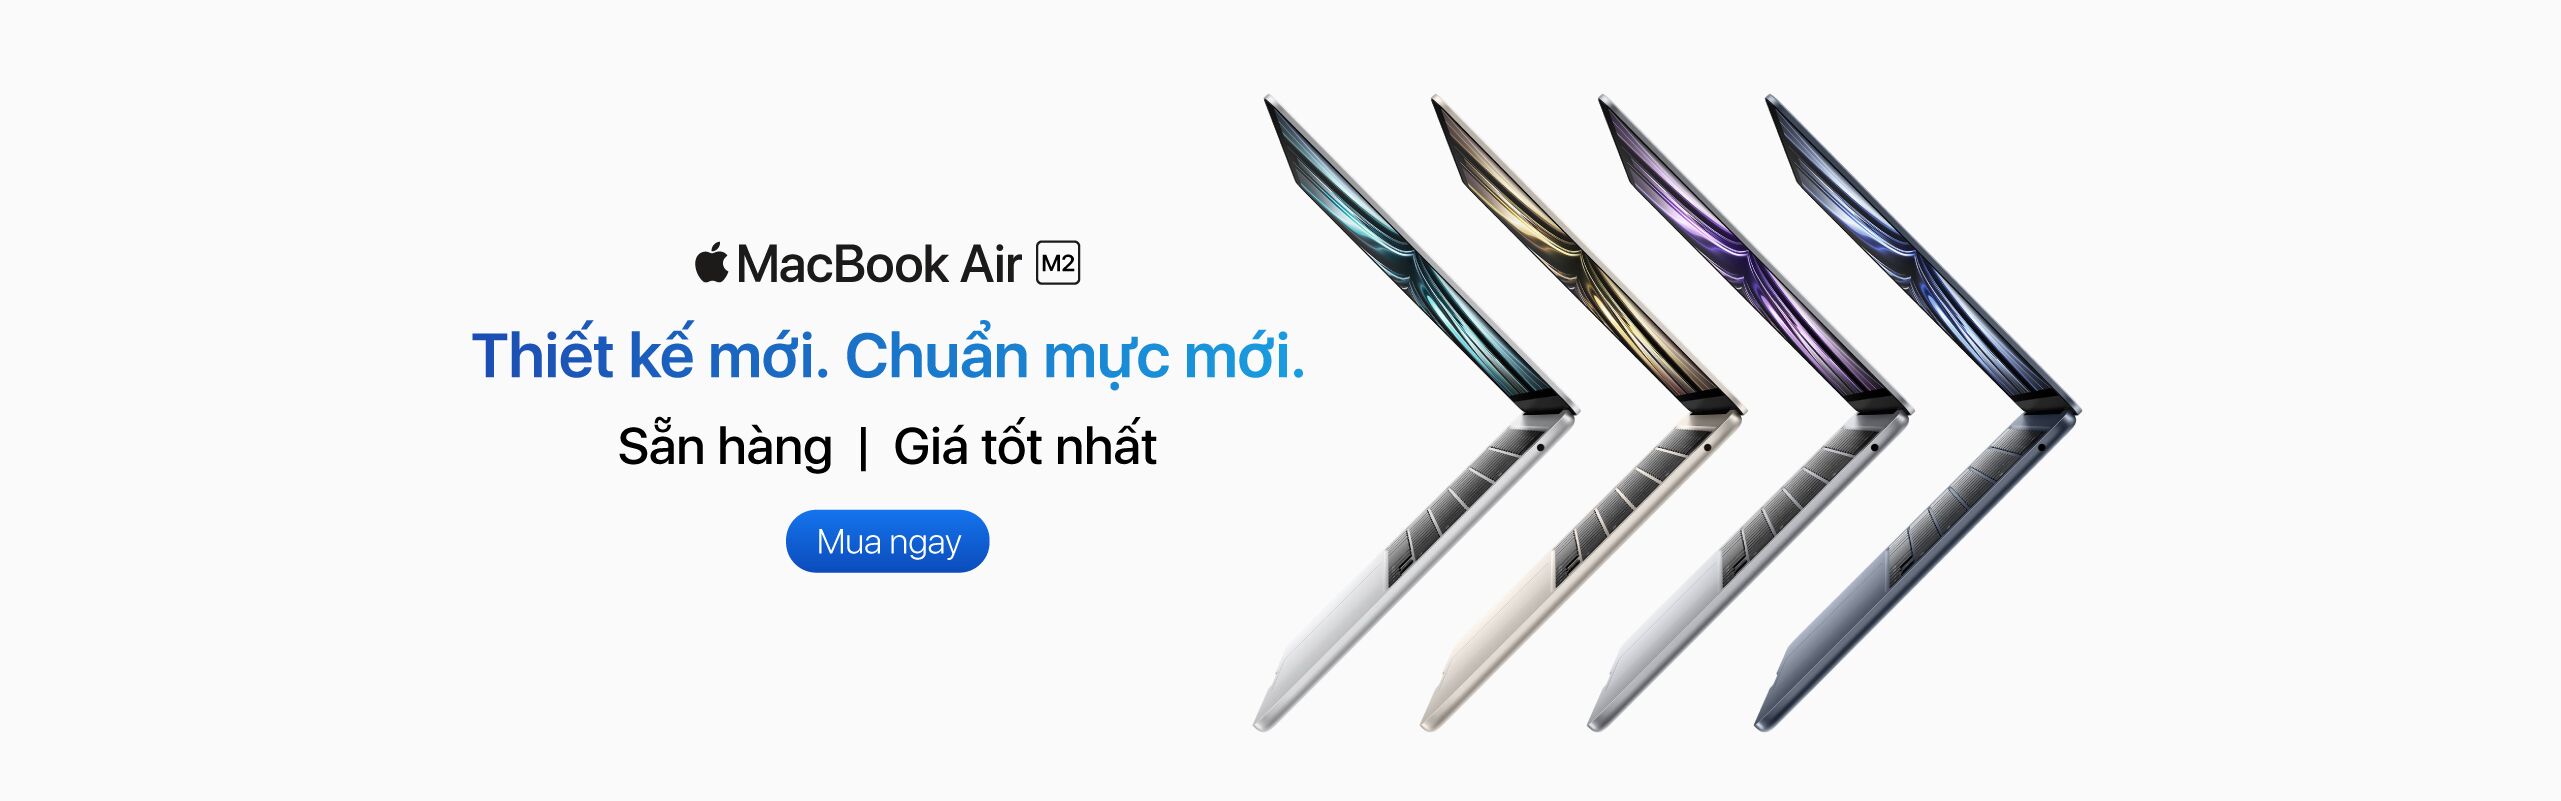 MacBook Air M2
Thiết kế mới. Chuẩn mực mới.
Sẵn hàng | Giá tốt nhất
Mua ngay